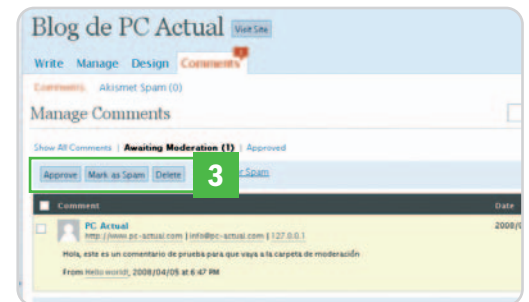 Blog de PC Actual Visit Site
Write Manage Design Comments
Comments Akismet Spam (0)
Manage Comments
Show All Comments | Awaiting Moderation (1) | Approved
Approve Mark as Spam Delete 3 Spam
Comment Date
PC Actual 2008/
http://www.pc-actual.com | info@pc-actual.com | 127.0.0.1
Hola, este es un comentario de prueba para que vaya a la carpeta de moderación
From Hello world!, 2008/04/05 at 6:47 PM